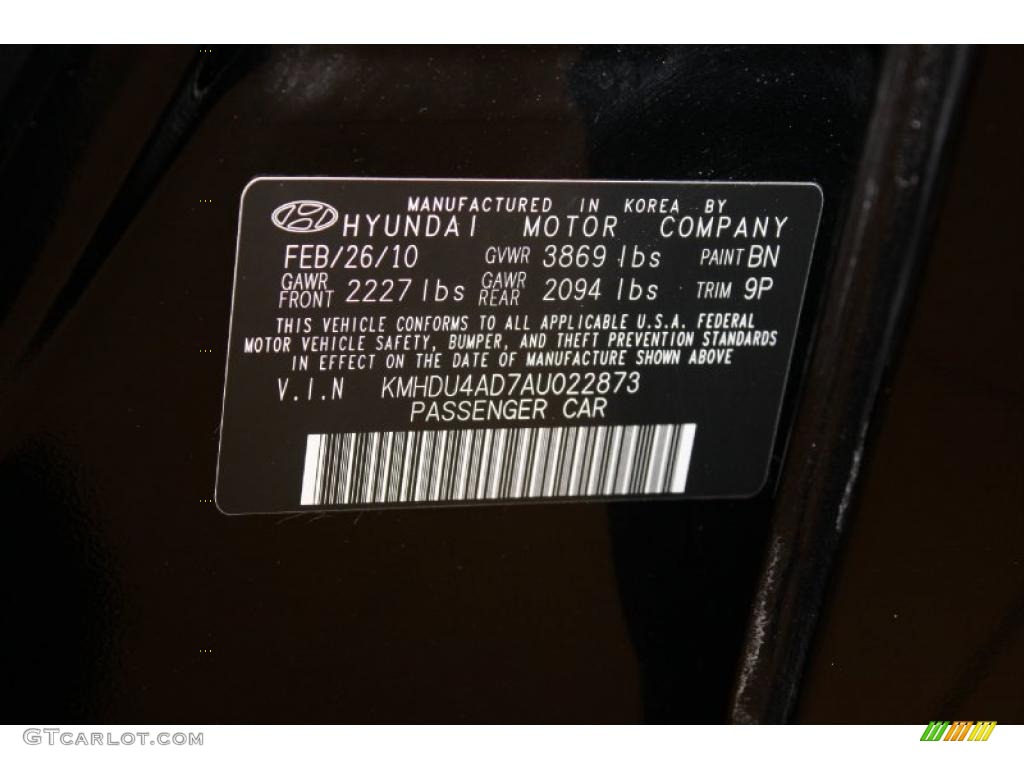 MANUFACTURED IN KOREA BY
HYUNDAI MOTOR COMPANY
FEB/26/10 GVWR 3869 lbs PAINT BN
GAWR FRONT 2227 lbs GAWR REAR 2094 lbs TRIM 9P
THIS VEHICLE CONFORMS TO ALL APPLICABLE U.S.A. FEDERAL
MOTOR VEHICLE SAFETY, BUMPER, AND THEFT PREVENTION STANDARDS
IN EFFECT ON THE DATE OF MANUFACTURE SHOWN ABOVE
V.I.N KMHDU4AD7AU022873
PASSENGER CAR
GTCARLOT.COM